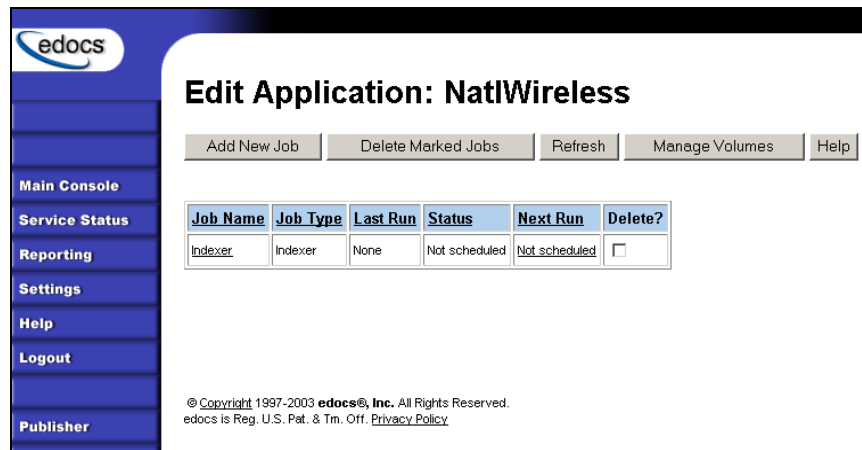 edocs
Edit Application: NatlWireless
Add New Job Delete Marked Jobs Refresh Manage Volumes Help
Main Console
Service Status
Reporting
Settings
Help
Logout
Publisher
Job Name Job Type Last Run Status Next Run Delete?
Indexer Indexer None Not scheduled Not scheduled
© Copyright 1997-2003 edocs®, Inc. All Rights Reserved.
edocs is Reg. U.S. Pat. & Tm. Off. Privacy Policy